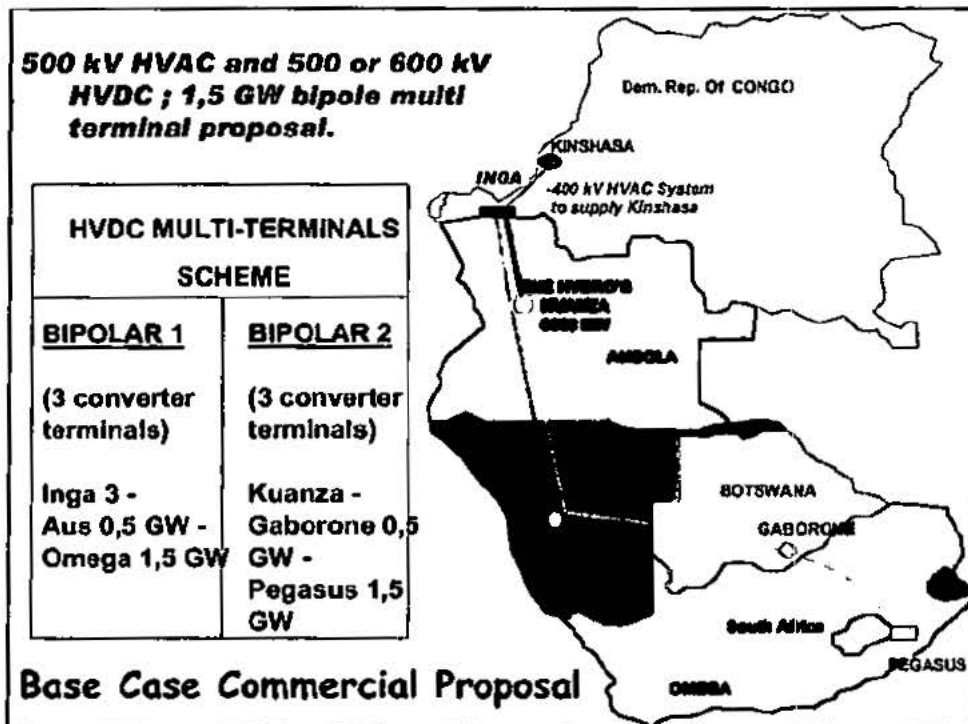 500 kV HVAC and 500 or 600 kV
HVDC ; 1,5 GW bipole multi
terminal proposal.
HVDC MULTI-TERMINALS
SCHEME
BIPOLAR 1
(3 converter
terminals)
Inga 3 -
Aus 0,5 GW -
Omega 1,5 GW
BIPOLAR 2
(3 converter
terminals)
Kuanza -
Gaborone 0,5
GW -
Pegasus 1,5
GW
Dem. Rep. Of CONGO
KINSHASA
INGA
-400 kV HVAC System
to supply Kinshasa
HYDRO'S
KUANZA
ANGOLA
BOTSWANA
GABORONE
South Africa
PEGASUS
OMEGA
Base Case Commercial Proposal